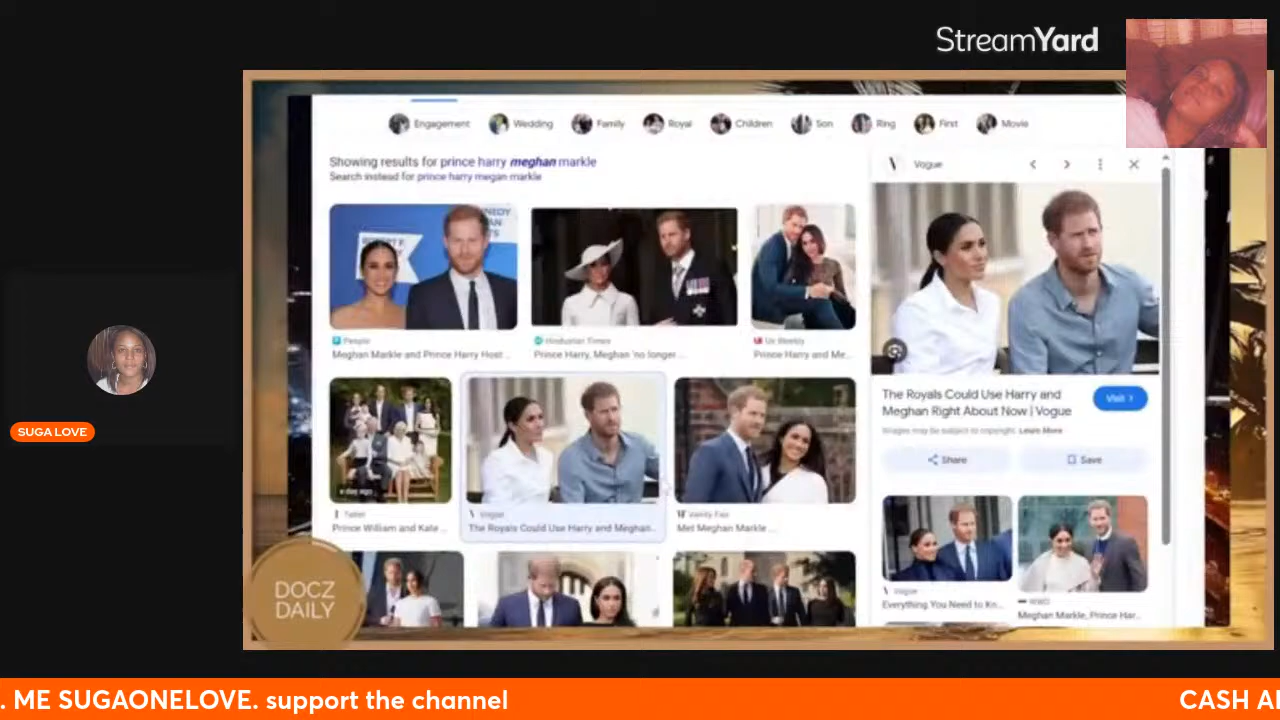 StreamYard
Engagement
Wedding
Family
Royal
Children
Son
Ring
First
Movie
Showing results for prince harry meghan markle
Search instead for prince harry megan markle
People
Meghan Markle and Prince Harry Host...
Hindustan Times
Prince Harry, Meghan 'no longer ...
Us Weekly
Prince Harry and Me...
a day ago
Tatler
Prince William and Kate ...
Vogue
The Royals Could Use Harry and Meghan...
Vanity Fair
Met Meghan Markle ...
Vogue
The Royals Could Use Harry and
Meghan Right About Now | Vogue
Visit
Images may be subject to copyright. Learn More
Share
Save
Vogue
Everything You Need to Kn...
Meghan Markle, Prince Har...
SUGA LOVE
DOCZ
DAILY
. ME SUGAONELOVE. support the channel
CASH A